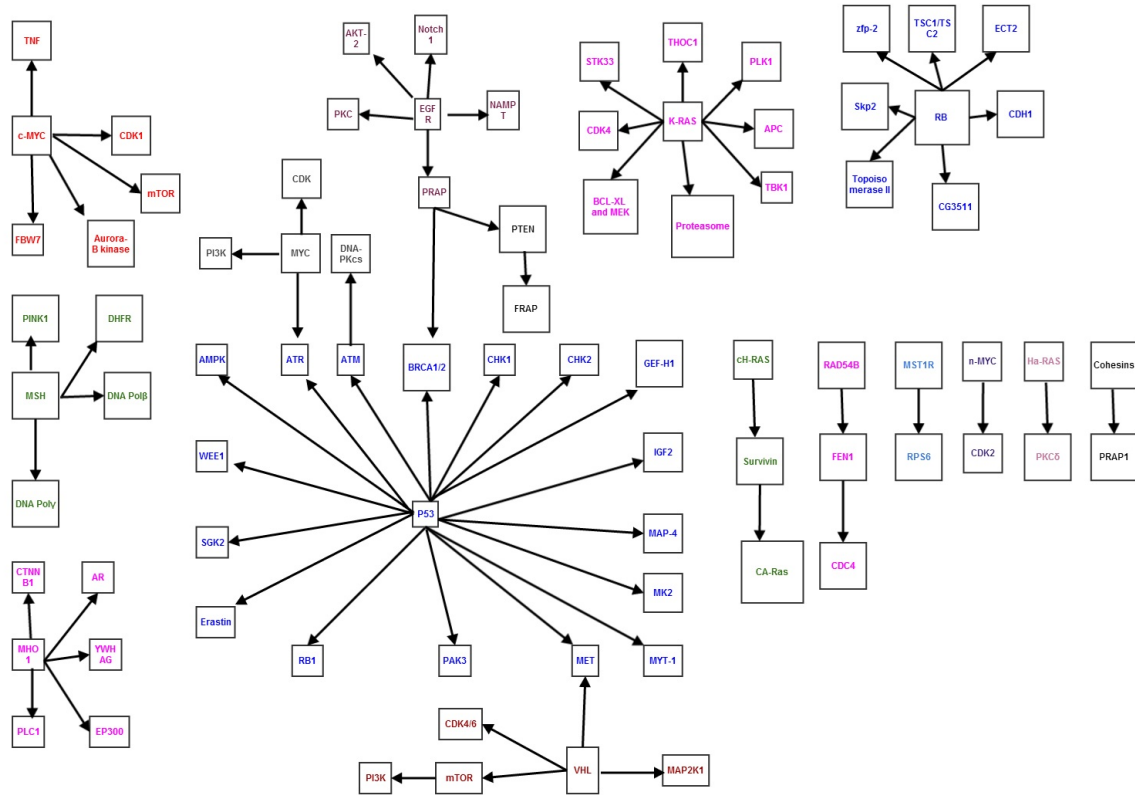 TNF
c-MYC
CDK1
mTOR
FBW7
Aurora-
B kinase
AKT-
2
Notch
1
PKC
EGF
R
NAMP
T
PRAP
PTEN
FRAP
CDK
PI3K
MYC
DNA-
PKcs
STK33
THOC1
PLK1
CDK4
K-RAS
APC
BCL-XL
and MEK
TBK1
Proteasome
zfp-2
TSC1/TS
C2
ECT2
Skp2
RB
CDH1
Topoiso
merase II
CG3511
PINK1
DHFR
MSH
DNA Polβ
DNA Polγ
AMPK
ATR
ATM
BRCA1/2
CHK1
CHK2
GEF-H1
WEE1
IGF2
P53
SGK2
MAP-4
MK2
Erastin
RB1
PAK3
MET
MYT-1
cH-RAS
Survivin
CA-Ras
RAD54B
FEN1
CDC4
MST1R
RPS6
n-MYC
CDK2
Ha-RAS
PKCδ
Cohesins
PRAP1
CTNN
B1
AR
MHO
1
YWH
AG
PLC1
EP300
CDK4/6
PI3K
mTOR
VHL
MAP2K1